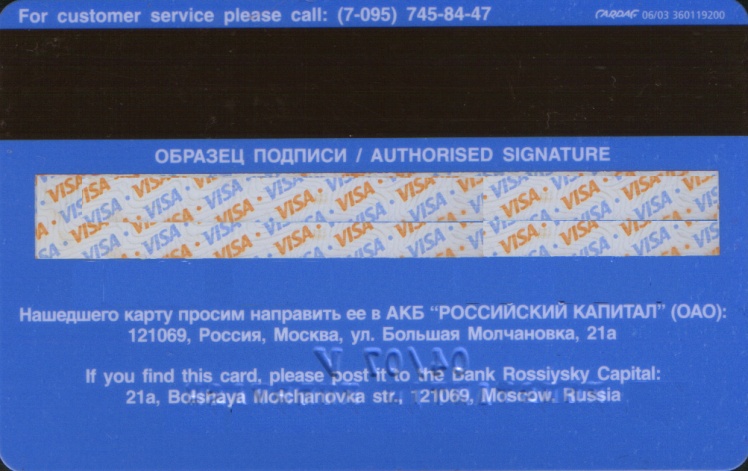 For customer service please call: (7-095) 745-84-47
CARDAG 06/03 360119200
ОБРАЗЕЦ ПОДПИСИ / AUTHORISED SIGNATURE
VISA
Нашедшего карту просим направить ее в АКБ "РОССИЙСКИЙ КАПИТАЛ" (ОАО):
121069, Россия, Москва, ул. Большая Молчановка, 21а
If you find this card, please post it to the Bank Rossiysky Capital:
21a, Bolshaya Molchanovka str., 121069, Moscow, Russia